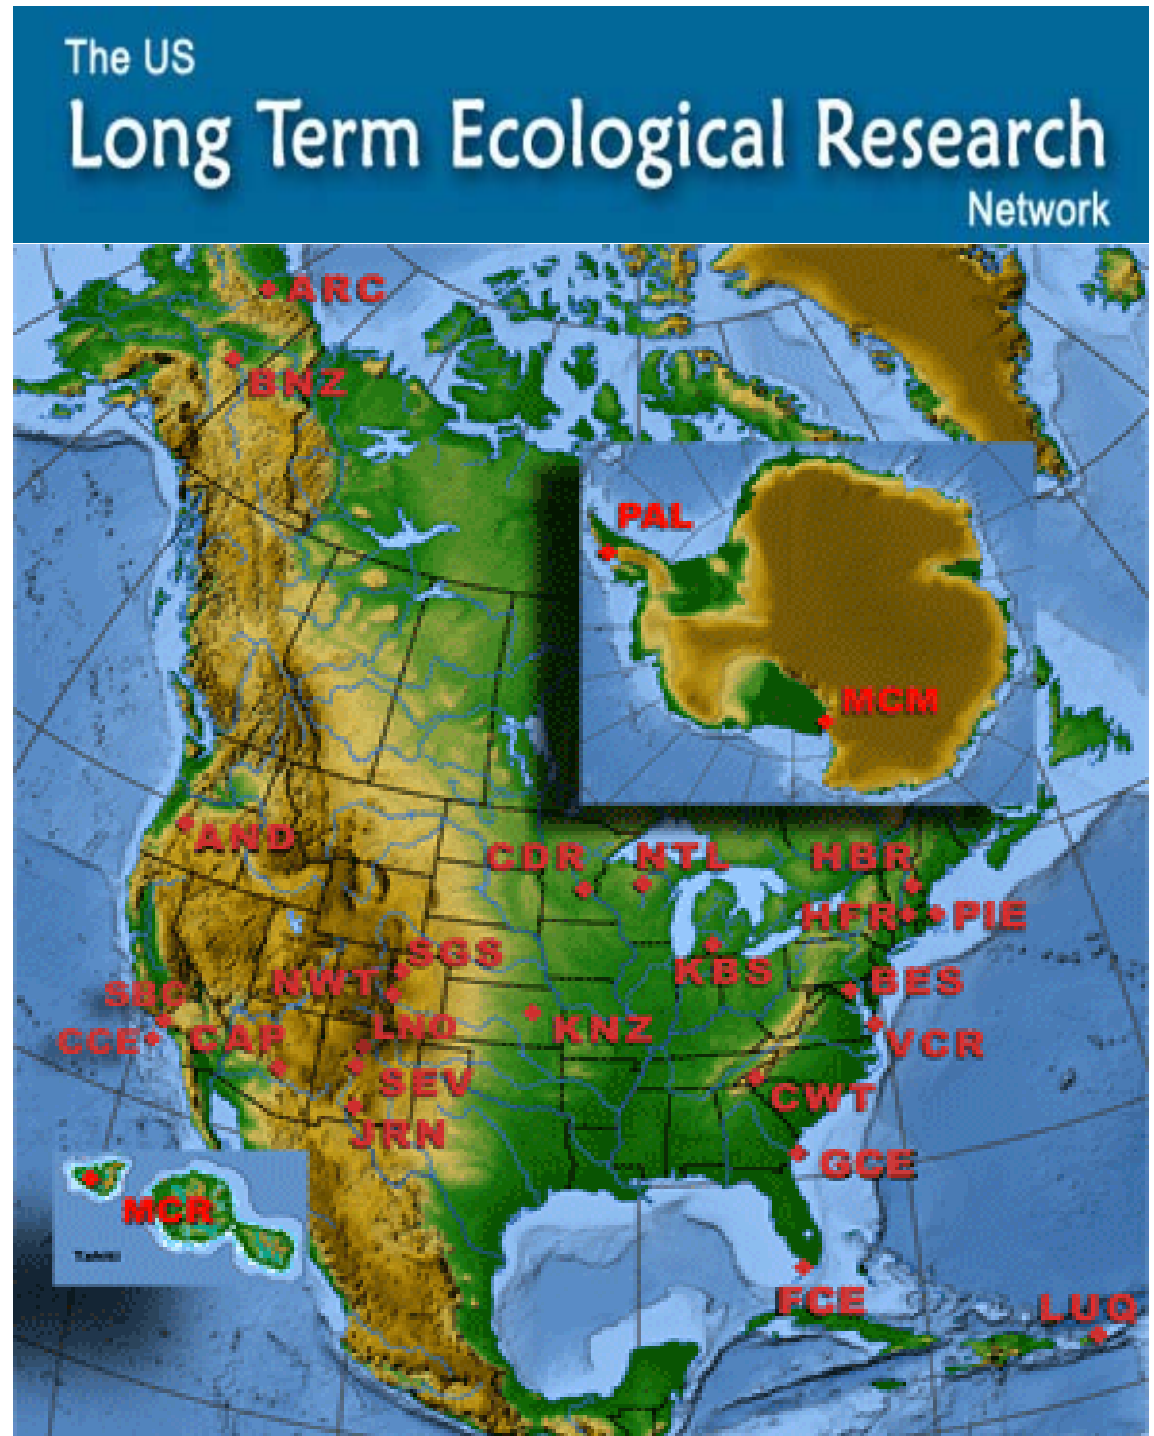 The US
Long Term Ecological Research
Network
ARC
BNZ
PAL
MCM
AND
CDR
NTL
HBR
HFR
PIE
SGS
KBS
NWT
BES
SBC
LNO
KNZ
CCE
CAP
VCR
SEV
CWT
JRN
GCE
MCR
Tahiti
FCE
LUQ